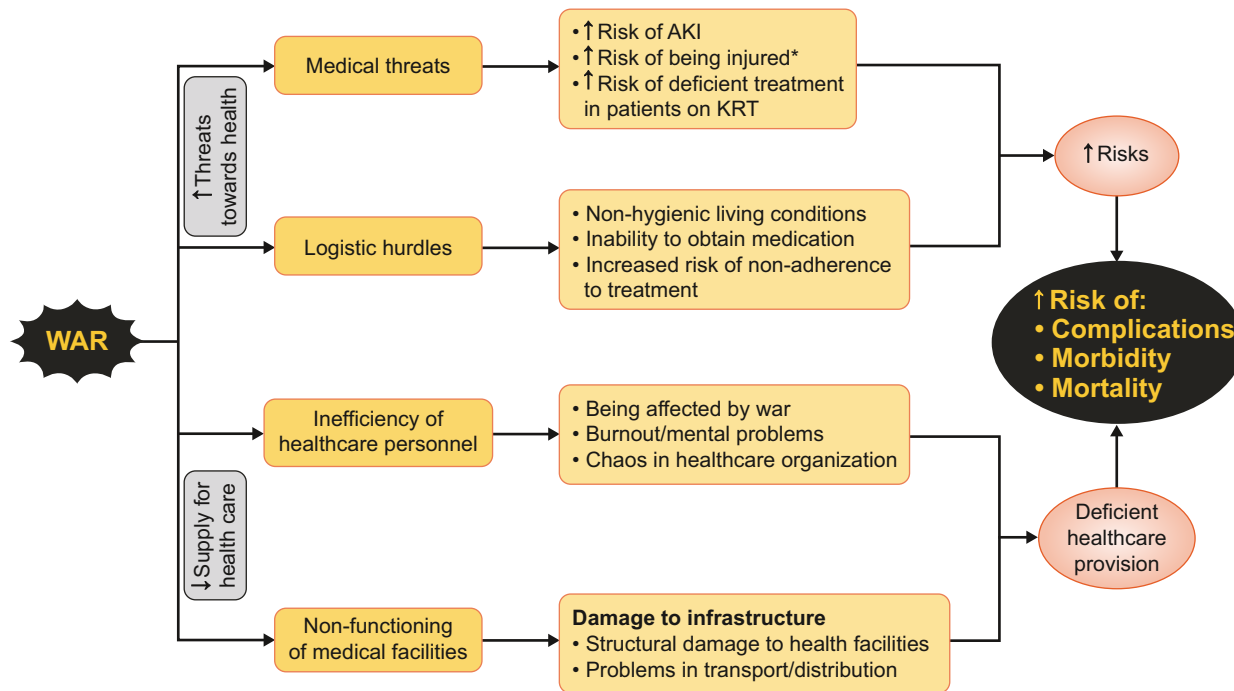 WAR
↑Threats
towards health
↓Supply for
health care
Medical threats
• ↑Risk of AKI
• ↑Risk of being injured*
• ↑Risk of deficient treatment
in patients on KRT
Logistic hurdles
• Non-hygienic living conditions
• Inability to obtain medication
• Increased risk of non-adherence
to treatment
Inefficiency of
healthcare personnel
• Being affected by war
• Burnout/mental problems
• Chaos in healthcare organization
Non-functioning
of medical facilities
Damage to infrastructure
• Structural damage to health facilities
• Problems in transport/distribution
↑Risks
↑ Risk of:
• Complications
• Morbidity
• Mortality
Deficient
healthcare
provision